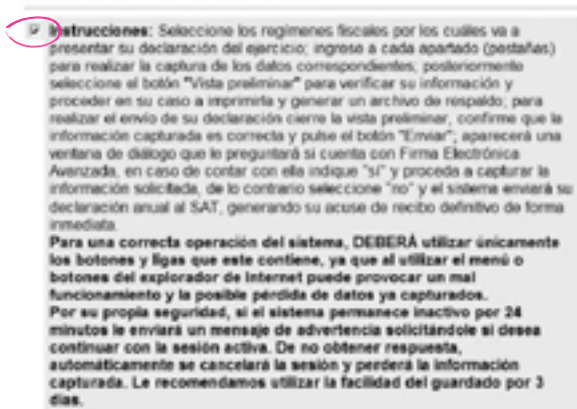 Instrucciones: Seleccione los regímenes fiscales por los cuáles va a
presentar su declaración del ejercicio; ingrese a cada apartado (pestañas)
para realizar la captura de los datos correspondientes; posteriormente
seleccione el botón "Vista preliminar" para verificar su información y
proceder en su caso a imprimirla y generar un archivo de respaldo; para
realizar el envío de su declaración cierre la vista preliminar, confirme que la
información capturada es correcta y pulse el botón "Enviar"; aparecerá una
ventana de diálogo que le preguntará si cuenta con Firma Electrónica
Avanzada, en caso de contar con ella indique "sí" y proceda a capturar la
información solicitada, de lo contrario seleccione "no" y el sistema enviará su
declaración anual al SAT, generando su acuse de recibo definitivo de forma
inmediata.
Para una correcta operación del sistema, DEBERÁ utilizar únicamente
los botones y ligas que este contiene, ya que al utilizar el menú o
botones del explorador de Internet puede provocar un mal
funcionamiento y la posible pérdida de datos ya capturados.
Por su propia seguridad, si el sistema permanece inactivo por 24
minutos le enviará un mensaje de advertencia solicitándole si desea
continuar con la sesión activa. De no obtener respuesta,
automáticamente se cancelará la sesión y perderá la información
capturada. Le recomendamos utilizar la facilidad del guardado por 3
días.